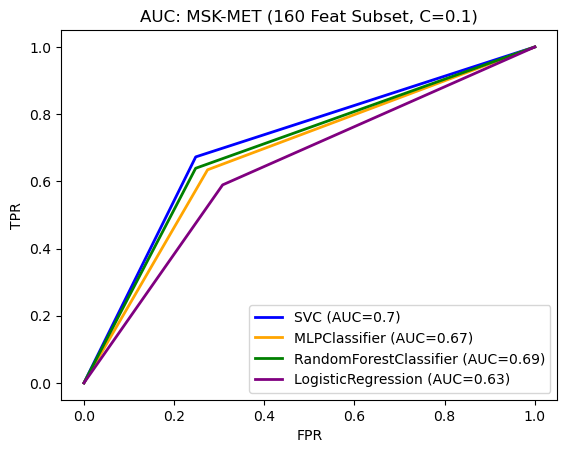 AUC: MSK-MET (160 Feat Subset, C=0.1)
TPR
1.0
0.8
0.6
0.4
0.2
0.0
SVC (AUC=0.7)
MLPClassifier (AUC=0.67)
RandomForestClassifier (AUC=0.69)
LogisticRegression (AUC=0.63)
0.0 0.2 0.4 0.6 0.8 1.0
FPR